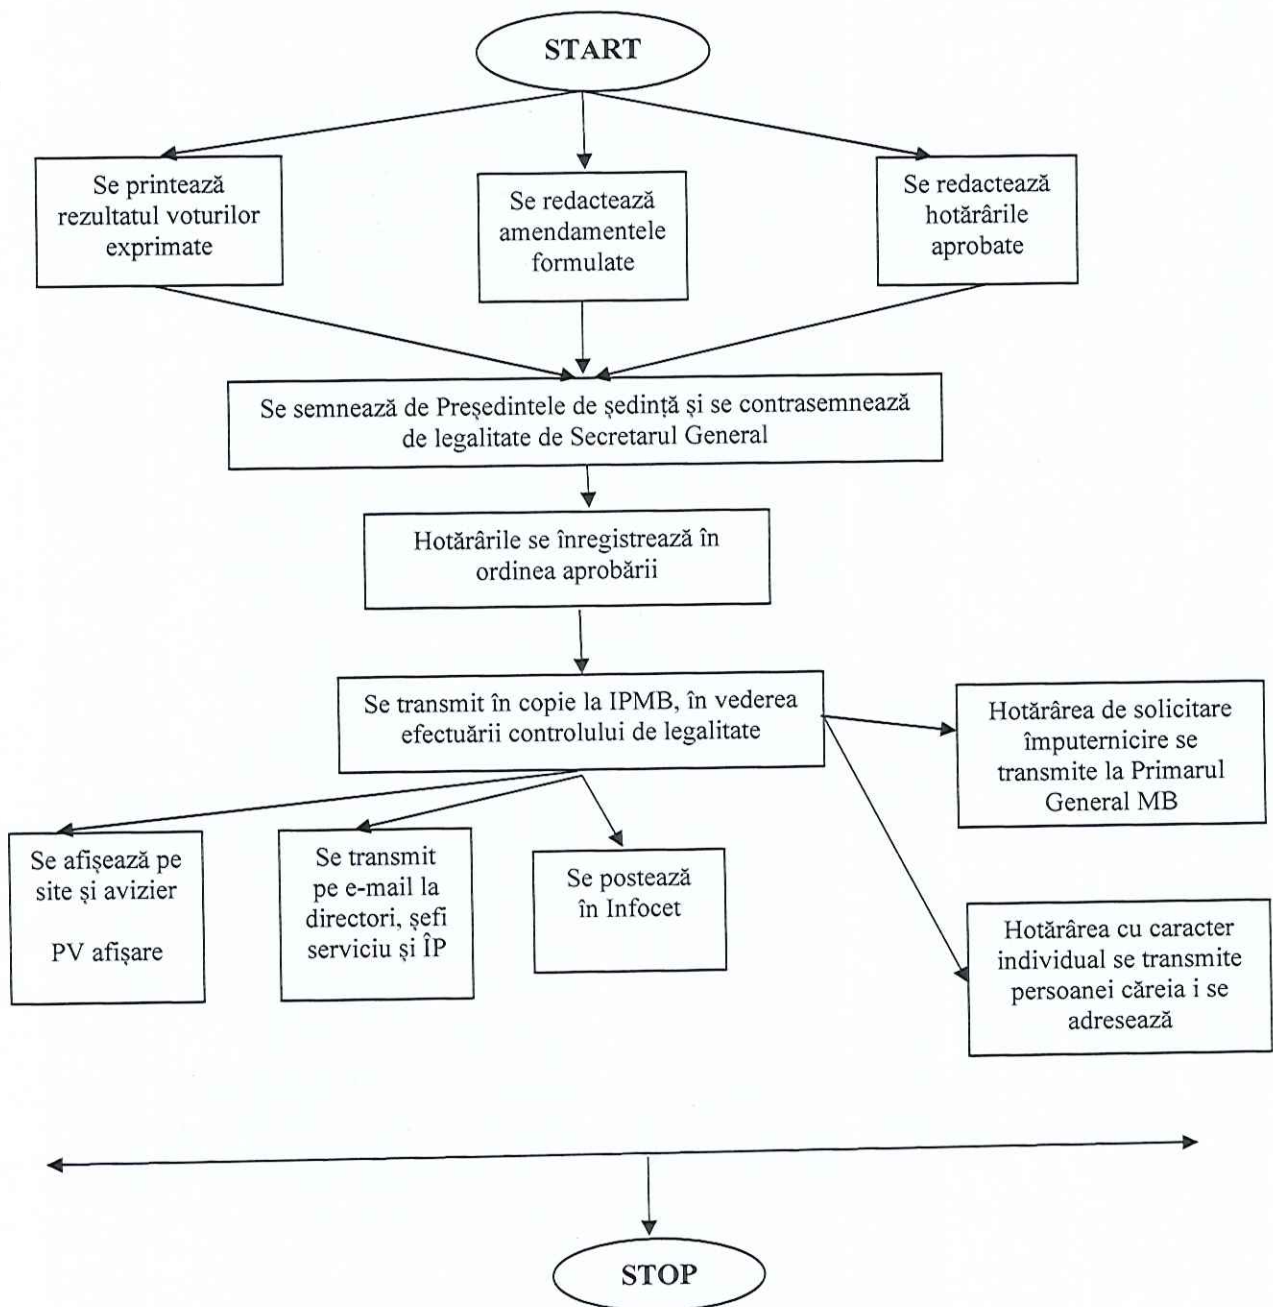 START
Se printează
rezultatul voturilor
exprimate
Se redactează
amendamentele
formulate
Se redactează
hotărârile
aprobate
Se semnează de Președintele de ședință și se contrasemnează
de legalitate de Secretarul General
Hotărârile se înregistrează în
ordinea aprobării
Se transmit în copie la IPMB, în vederea
efectuării controlului de legalitate
Hotărârea de solicitare
împuternicire se
transmite la Primarul
General MB
Se afișează pe
site și avizier
PV afișare
Se transmit
pe e-mail la
directori, șefi
serviciu și ÎP
Se postează
în Infocet
Hotărârea cu caracter
individual se transmite
persoanei căreia i se
adresează
STOP